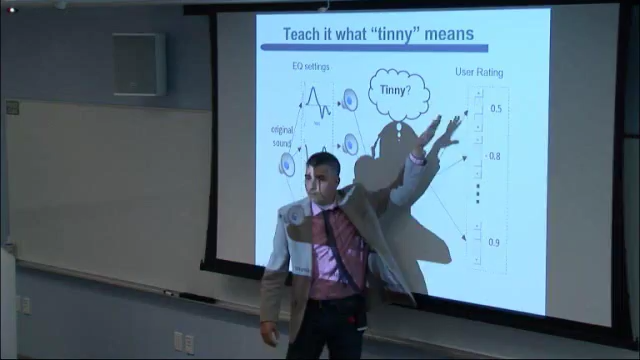 Teach it what "tinny" means
EQ settings
User Rating
Tinny?
original
sound
0.5
-0.8
0.9